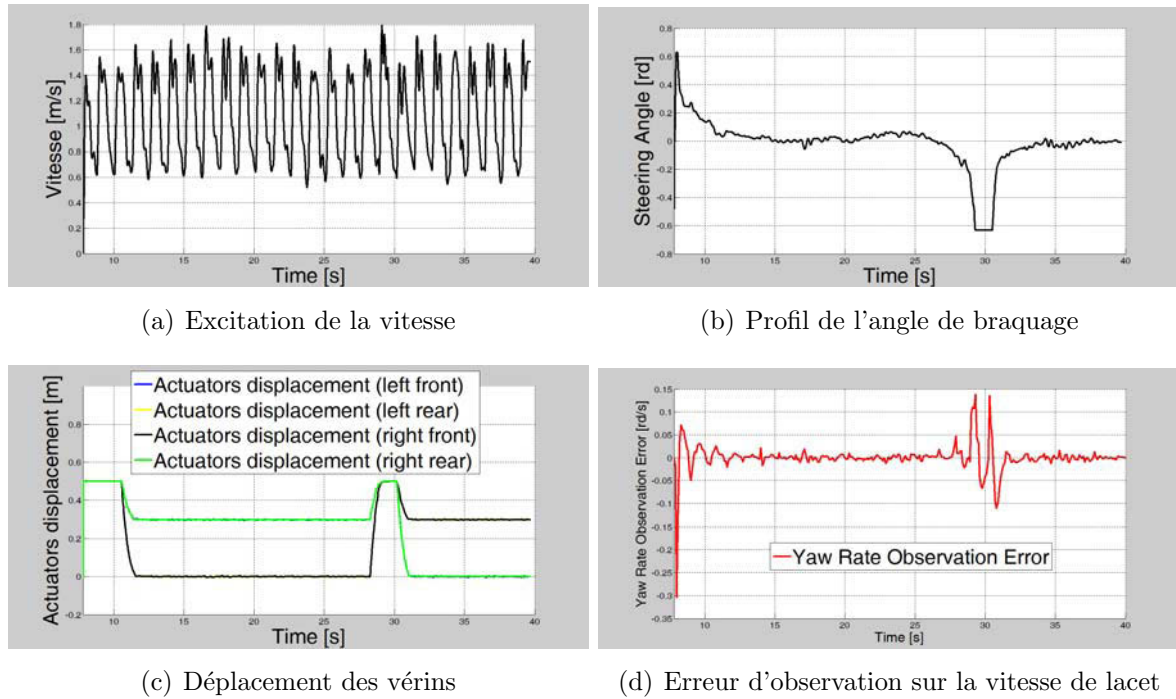 1.8
1.6
1.4
1.2
1
0.8
0.6
0.4
0.2
0
Vitesse [m/s]
10 15 20 25 30 35 40
Time [s]
(a) Excitation de la vitesse
0.8
0.6
0.4
0.2
0
-0.2
-0.4
-0.6
-0.8
Steering Angle [rd]
10 15 20 25 30 35 40
Time [s]
(b) Profil de l'angle de braquage
Actuators displacement (left front)
Actuators displacement (left rear)
Actuators displacement (right front)
Actuators displacement (right rear)
0.8
0.6
0.4
0.2
0
-0.2
Actuators displacement [m]
10 15 20 25 30 35 40
Time [s]
(c) Déplacement des vérins
0.15
0.1
0.05
0
-0.05
-0.1
-0.15
-0.2
-0.25
-0.3
-0.35
Yaw Rate Observation Error [rd/s]
Yaw Rate Observation Error
10 15 20 25 30 35 40
Time [s]
(d) Erreur d'observation sur la vitesse de lacet